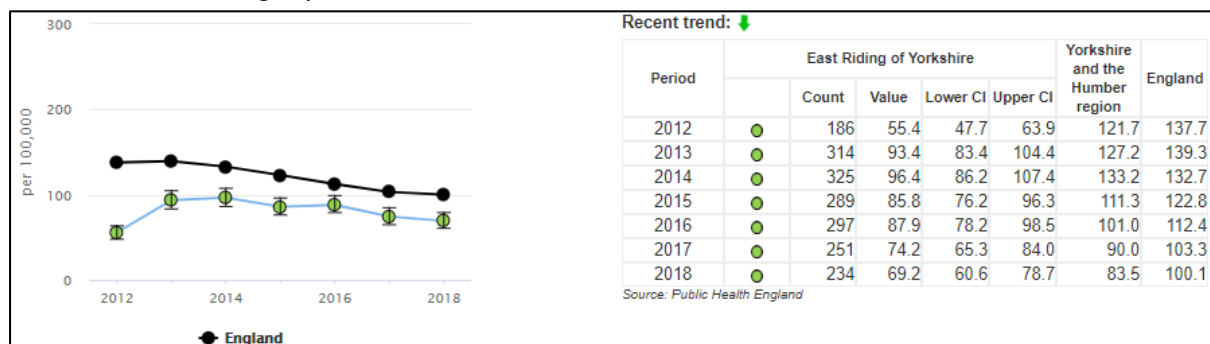 300
200
100
0
per 100,000
2012
2014
2016
2018
England
Recent trend:
Period
East Riding of Yorkshire
Yorkshire and the Humber region
England
Count Value Lower CI Upper CI
2012 186 55.4 47.7 63.9 121.7 137.7
2013 314 93.4 83.4 104.4 127.2 139.3
2014 325 96.4 86.2 107.4 133.2 132.7
2015 289 85.8 76.2 96.3 111.3 122.8
2016 297 87.9 78.2 98.5 101.0 112.4
2017 251 74.2 65.3 84.0 90.0 103.3
2018 234 69.2 60.6 78.7 83.5 100.1
Source: Public Health England